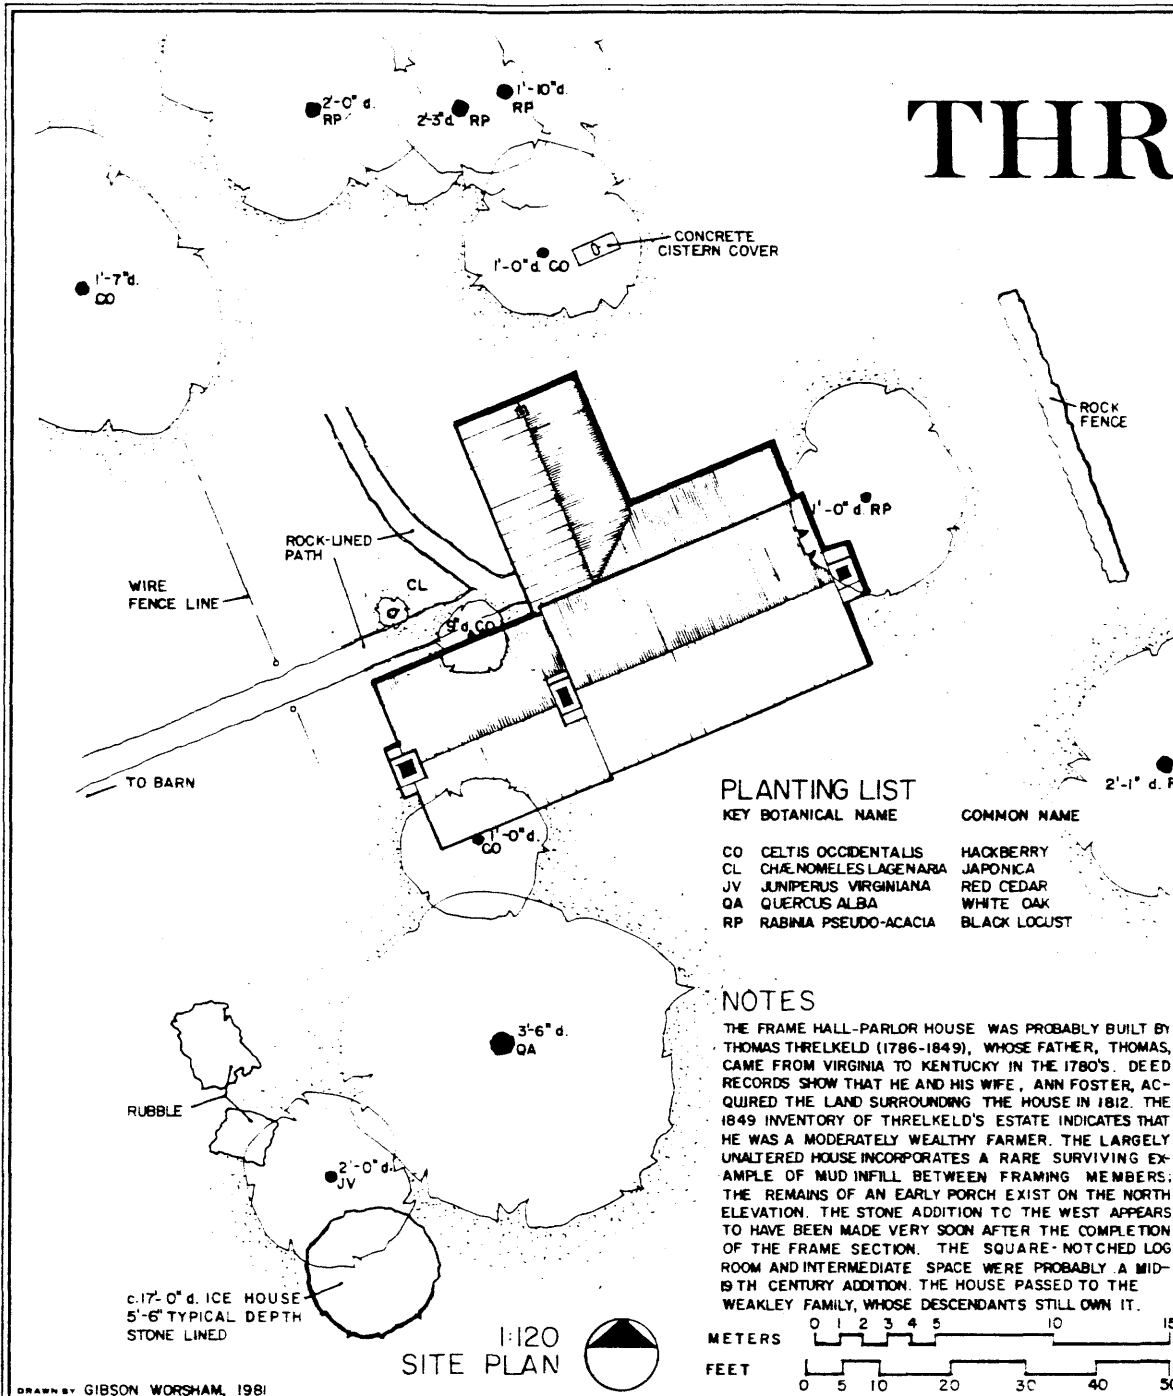 THR
2'-0" d.
RP
2'-3" d. RP
1'-10" d.
RP
1'-7" d.
CO
1'-0" d. CO
CONCRETE
CISTERN COVER
ROCK
FENCE
1'-0" d. RP
ROCK-LINED
PATH
WIRE
FENCE LINE
CL
9" d. CO
TO BARN
1'-0" d.
CO
2'-1" d.
PLANTING LIST
KEY BOTANICAL NAME COMMON NAME
CO CELTIS OCCIDENTALIS HACKBERRY
CL CHÆNOMELES LAGENARIA JAPONICA
JV JUNIPERUS VIRGINIANA RED CEDAR
QA QUERCUS ALBA WHITE OAK
RP RABINIA PSEUDO-ACACIA BLACK LOCUST
3'-6" d.
QA
RUBBLE
2'-0" d.
JV
c.17'-0" d. ICE HOUSE
5'-6" TYPICAL DEPTH
STONE LINED
NOTES
THE FRAME HALL-PARLOR HOUSE WAS PROBABLY BUILT BY
THOMAS THRELKELD (1786-1849), WHOSE FATHER, THOMAS,
CAME FROM VIRGINIA TO KENTUCKY IN THE 1780'S. DEED
RECORDS SHOW THAT HE AND HIS WIFE, ANN FOSTER, AC-
QUIRED THE LAND SURROUNDING THE HOUSE IN 1812. THE
1849 INVENTORY OF THRELKELD'S ESTATE INDICATES THAT
HE WAS A MODERATELY WEALTHY FARMER. THE LARGELY
UNALTERED HOUSE INCORPORATES A RARE SURVIVING EX-
AMPLE OF MUD INFILL BETWEEN FRAMING MEMBERS;
THE REMAINS OF AN EARLY PORCH EXIST ON THE NORTH
ELEVATION. THE STONE ADDITION TO THE WEST APPEARS
TO HAVE BEEN MADE VERY SOON AFTER THE COMPLETION
OF THE FRAME SECTION. THE SQUARE-NOTCHED LOG
ROOM AND INTERMEDIATE SPACE WERE PROBABLY A MID-
19TH CENTURY ADDITION. THE HOUSE PASSED TO THE
WEAKLEY FAMILY, WHOSE DESCENDANTS STILL OWN IT.
1:120
SITE PLAN
METERS 0 1 2 3 4 5 10 15
FEET 0 5 10 20 30 40 50
DRAWN BY GIBSON WORSHAM, 1981